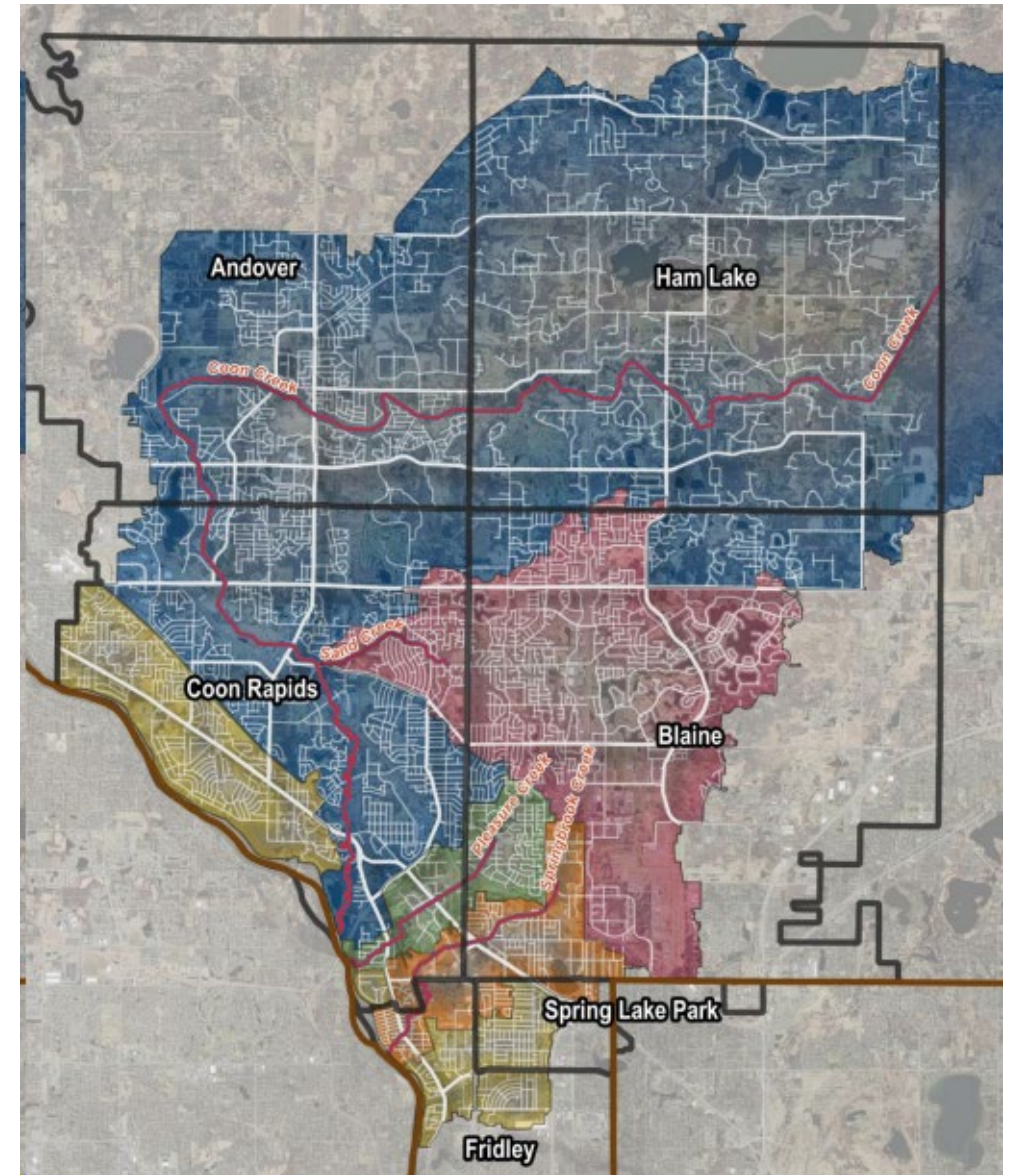 Andover
Ham Lake
Coon Creek
Coon Creek
Sand Creek
Coon Rapids
Blaine
Pleasure Creek
Springbrook Creek
Spring Lake Park
Fridley